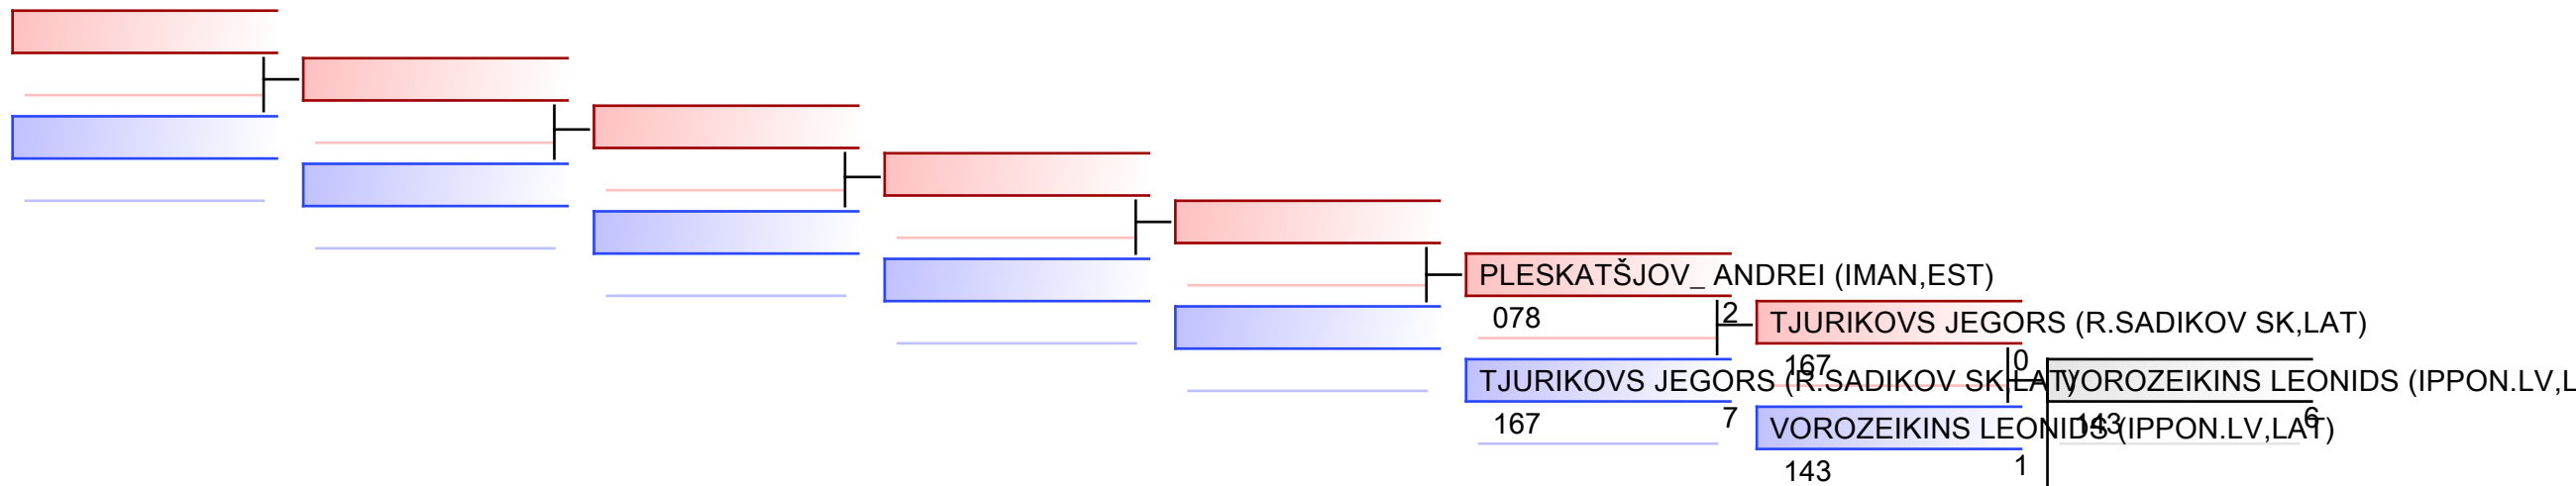 PLESKATŠJOV_ ANDREI (IMAN,EST)
078 2
TJURIKOVS JEGORS (R.SADIKOV SK,LAT)
167 7
TJURIKOVS JEGORS (R.SADIKOV SK,LAT)
167 0
VOROZEIKINS LEONIDS (IPPON.LV,LAT)
143 1
VOROZEIKINS LEONIDS (IPPON.LV,L
143 6